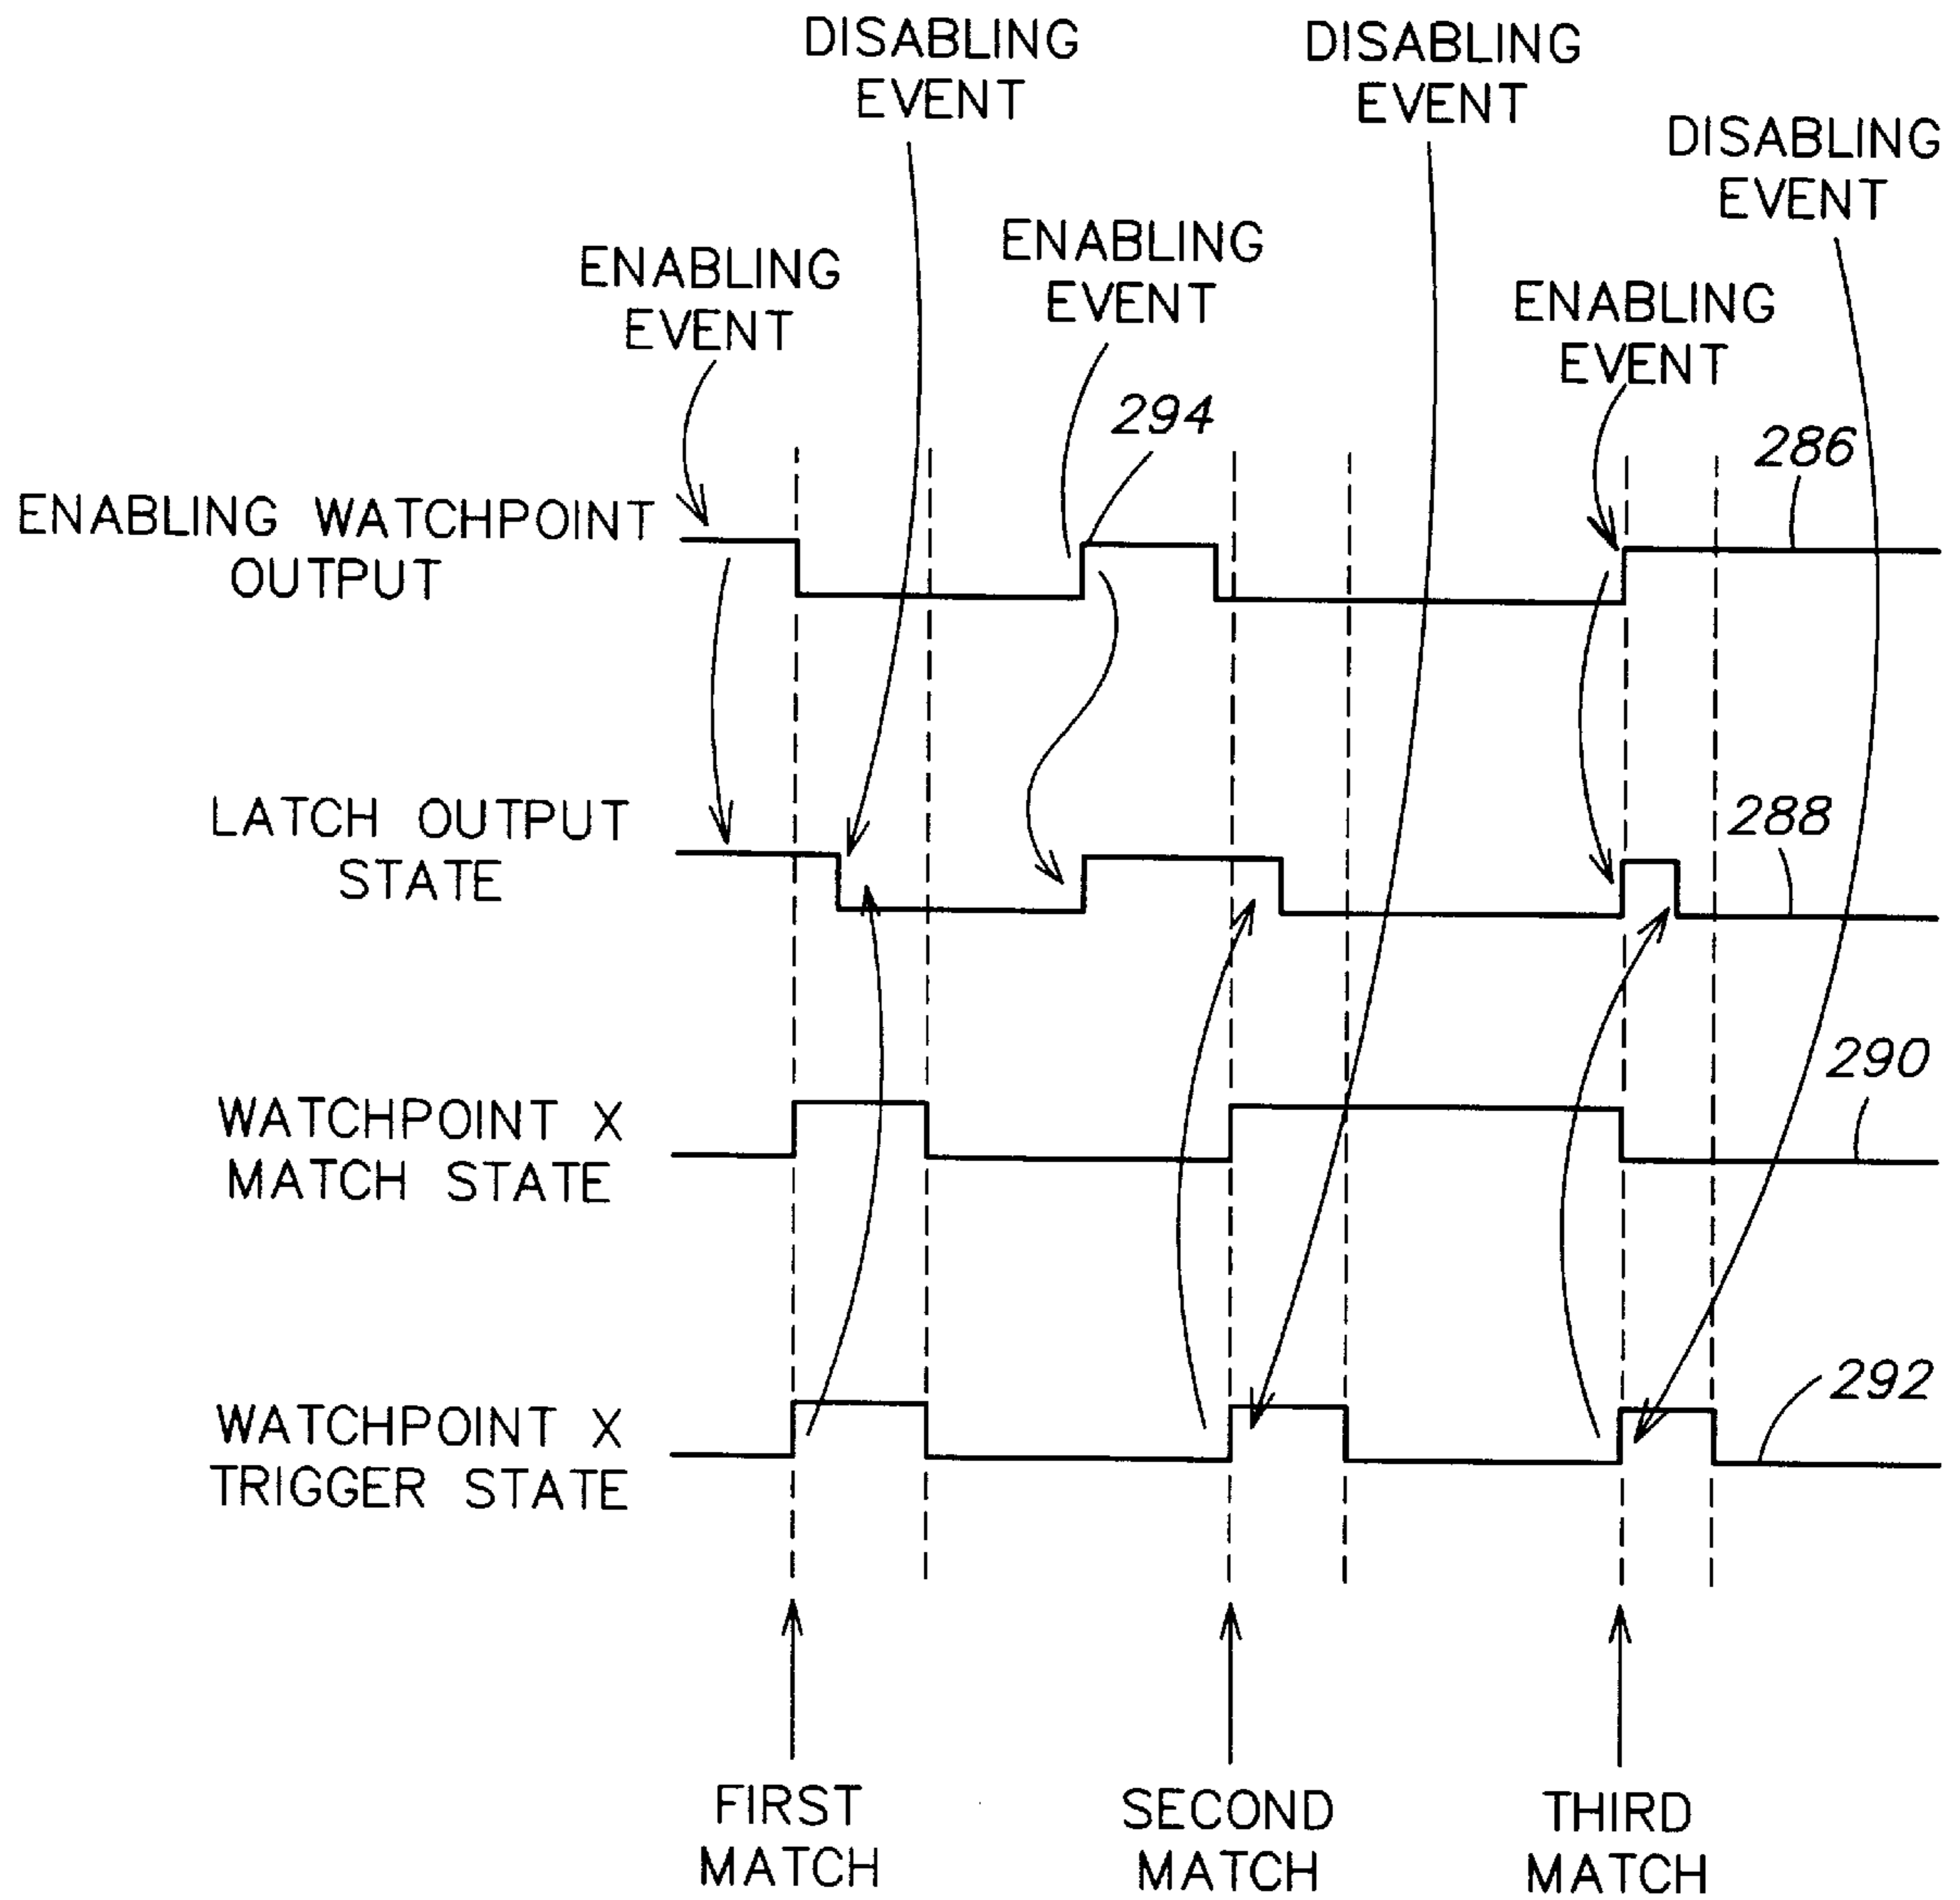 DISABLING
EVENT
DISABLING
EVENT
DISABLING
EVENT
ENABLING
EVENT
ENABLING
EVENT
ENABLING
EVENT
294
286
ENABLING WATCHPOINT
OUTPUT
LATCH OUTPUT
STATE
288
290
WATCHPOINT X
MATCH STATE
292
WATCHPOINT X
TRIGGER STATE
FIRST
MATCH
SECOND
MATCH
THIRD
MATCH